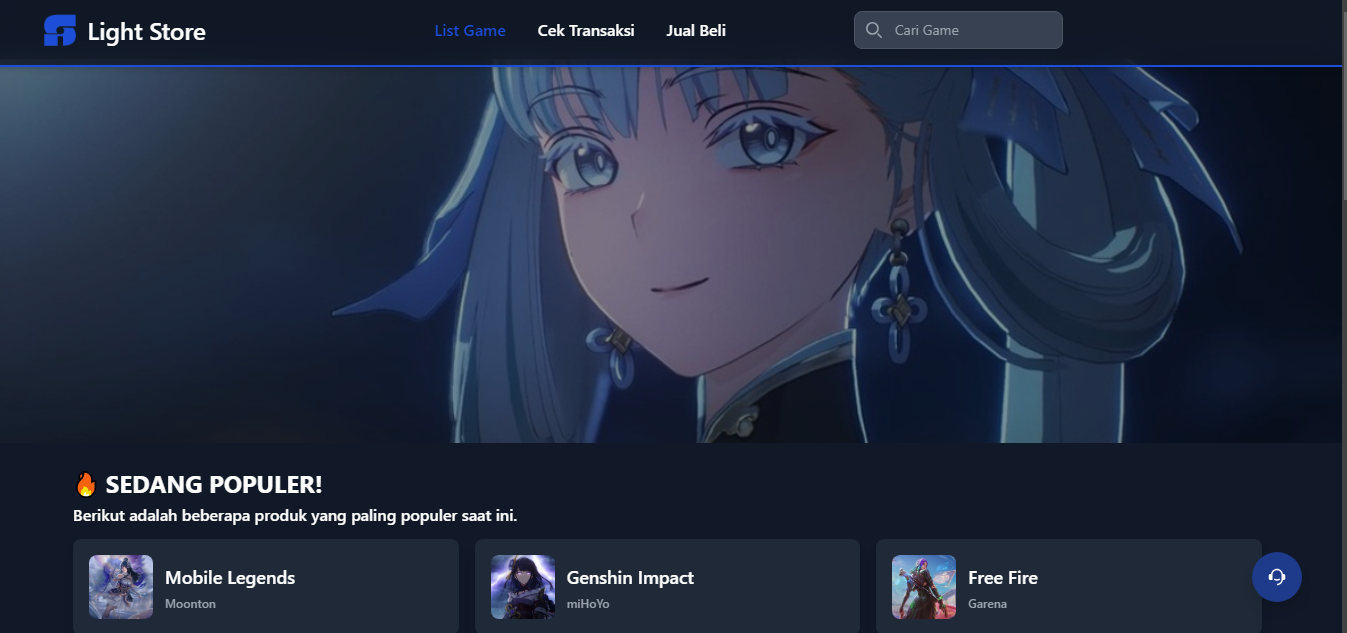 Light Store
List Game
Cek Transaksi
Jual Beli
Cari Game
🔥 SEDANG POPULER!
Berikut adalah beberapa produk yang paling populer saat ini.
Mobile Legends
Moonton
Genshin Impact
miHoYo
Free Fire
Garena